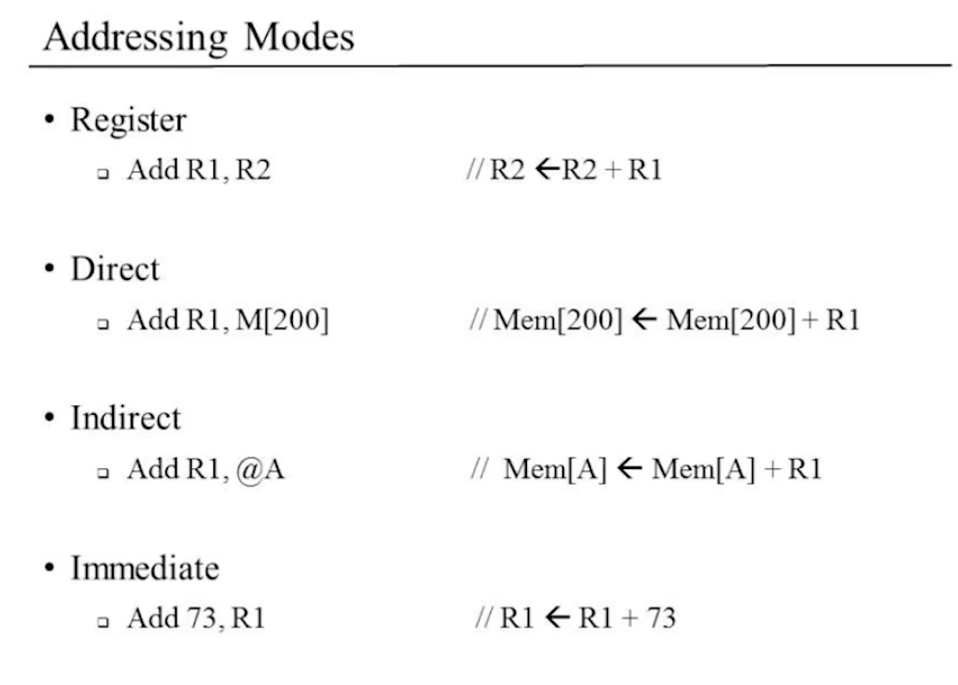 Addressing Modes
• Register
❑ Add R1, R2 // R2 ←R2 + R1
• Direct
❑ Add R1, M[200] // Mem[200] ← Mem[200] + R1
• Indirect
❑ Add R1, @A // Mem[A] ← Mem[A] + R1
• Immediate
❑ Add 73, R1 // R1 ← R1 + 73